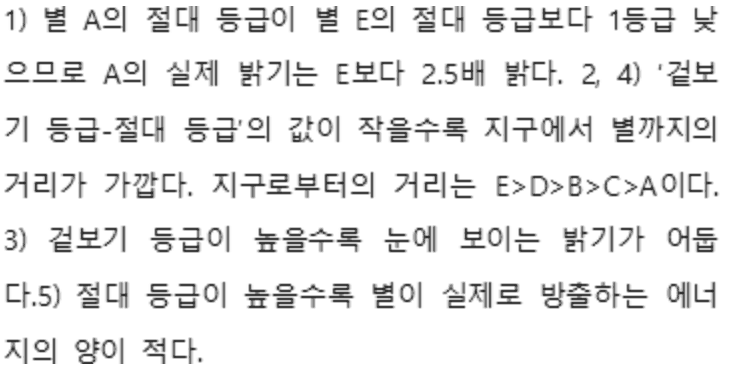 1) 별 A의 절대 등급이 별 E의 절대 등급보다 1등급 낮
으므로 A의 실제 밝기는 E보다 2.5배 밝다. 2, 4) '겉보
기 등급-절대 등급'의 값이 작을수록 지구에서 별까지의
거리가 가깝다. 지구로부터의 거리는 E>D>B>C>A이다.
3) 겉보기 등급이 높을수록 눈에 보이는 밝기가 어둡
다.5) 절대 등급이 높을수록 별이 실제로 방출하는 에너
지의 양이 적다.